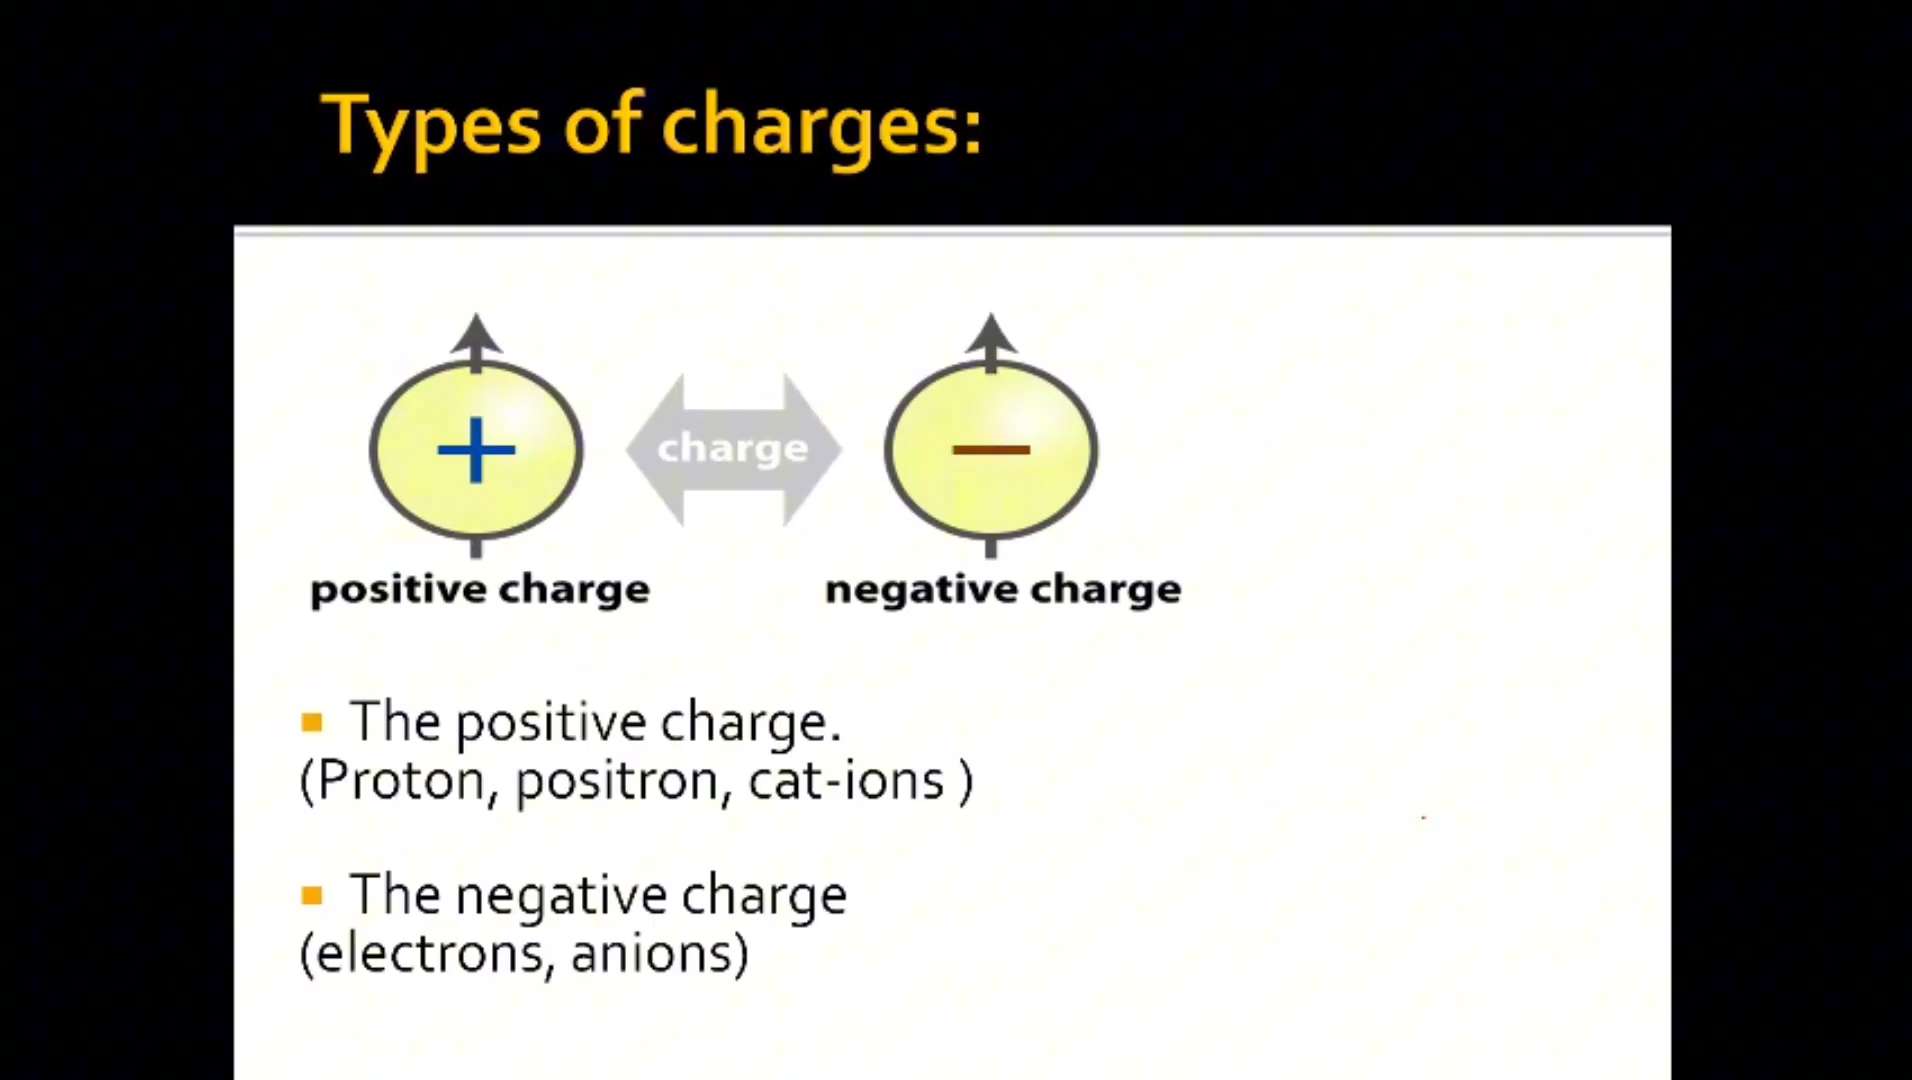 Types of charges:
+
charge
−
positive charge
negative charge
The positive charge.
(Proton, positron, cat-ions )
The negative charge
(electrons, anions)